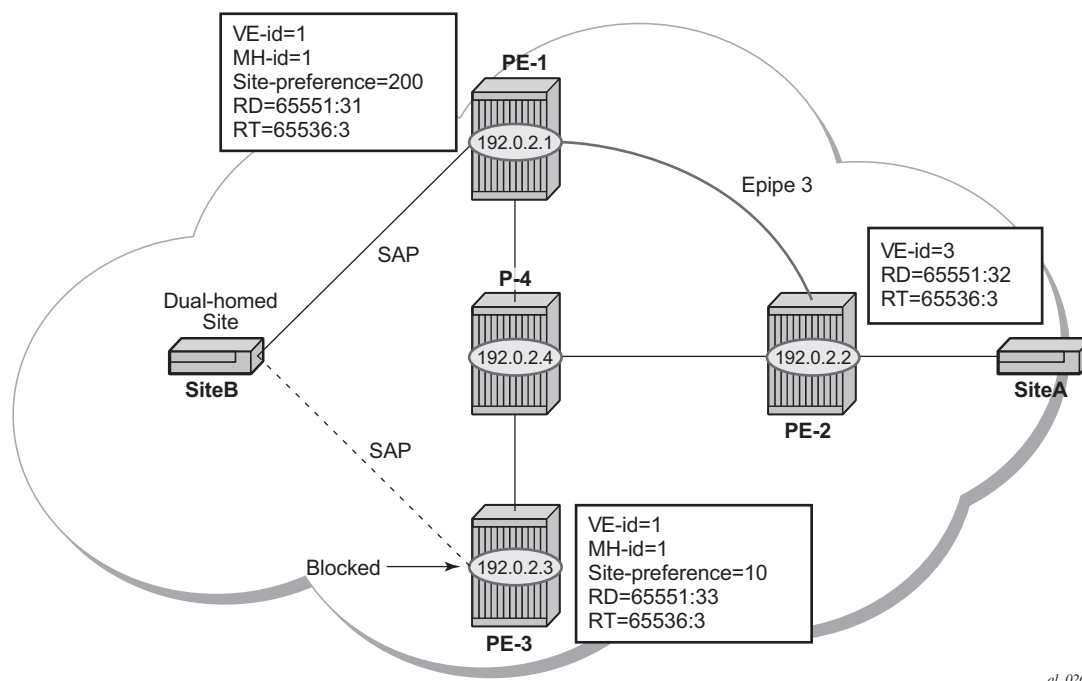 VE-id=1
MH-id=1
Site-preference=200
RD=65551:31
RT=65536:3
PE-1
192.0.2.1
Epipe 3
SAP
VE-id=3
RD=65551:32
RT=65536:3
P-4
Dual-homed
Site
192.0.2.4
192.0.2.2
SiteB
SiteA
PE-2
SAP
VE-id=1
MH-id=1
Site-preference=10
RD=65551:33
RT=65536:3
Blocked
192.0.2.3
PE-3